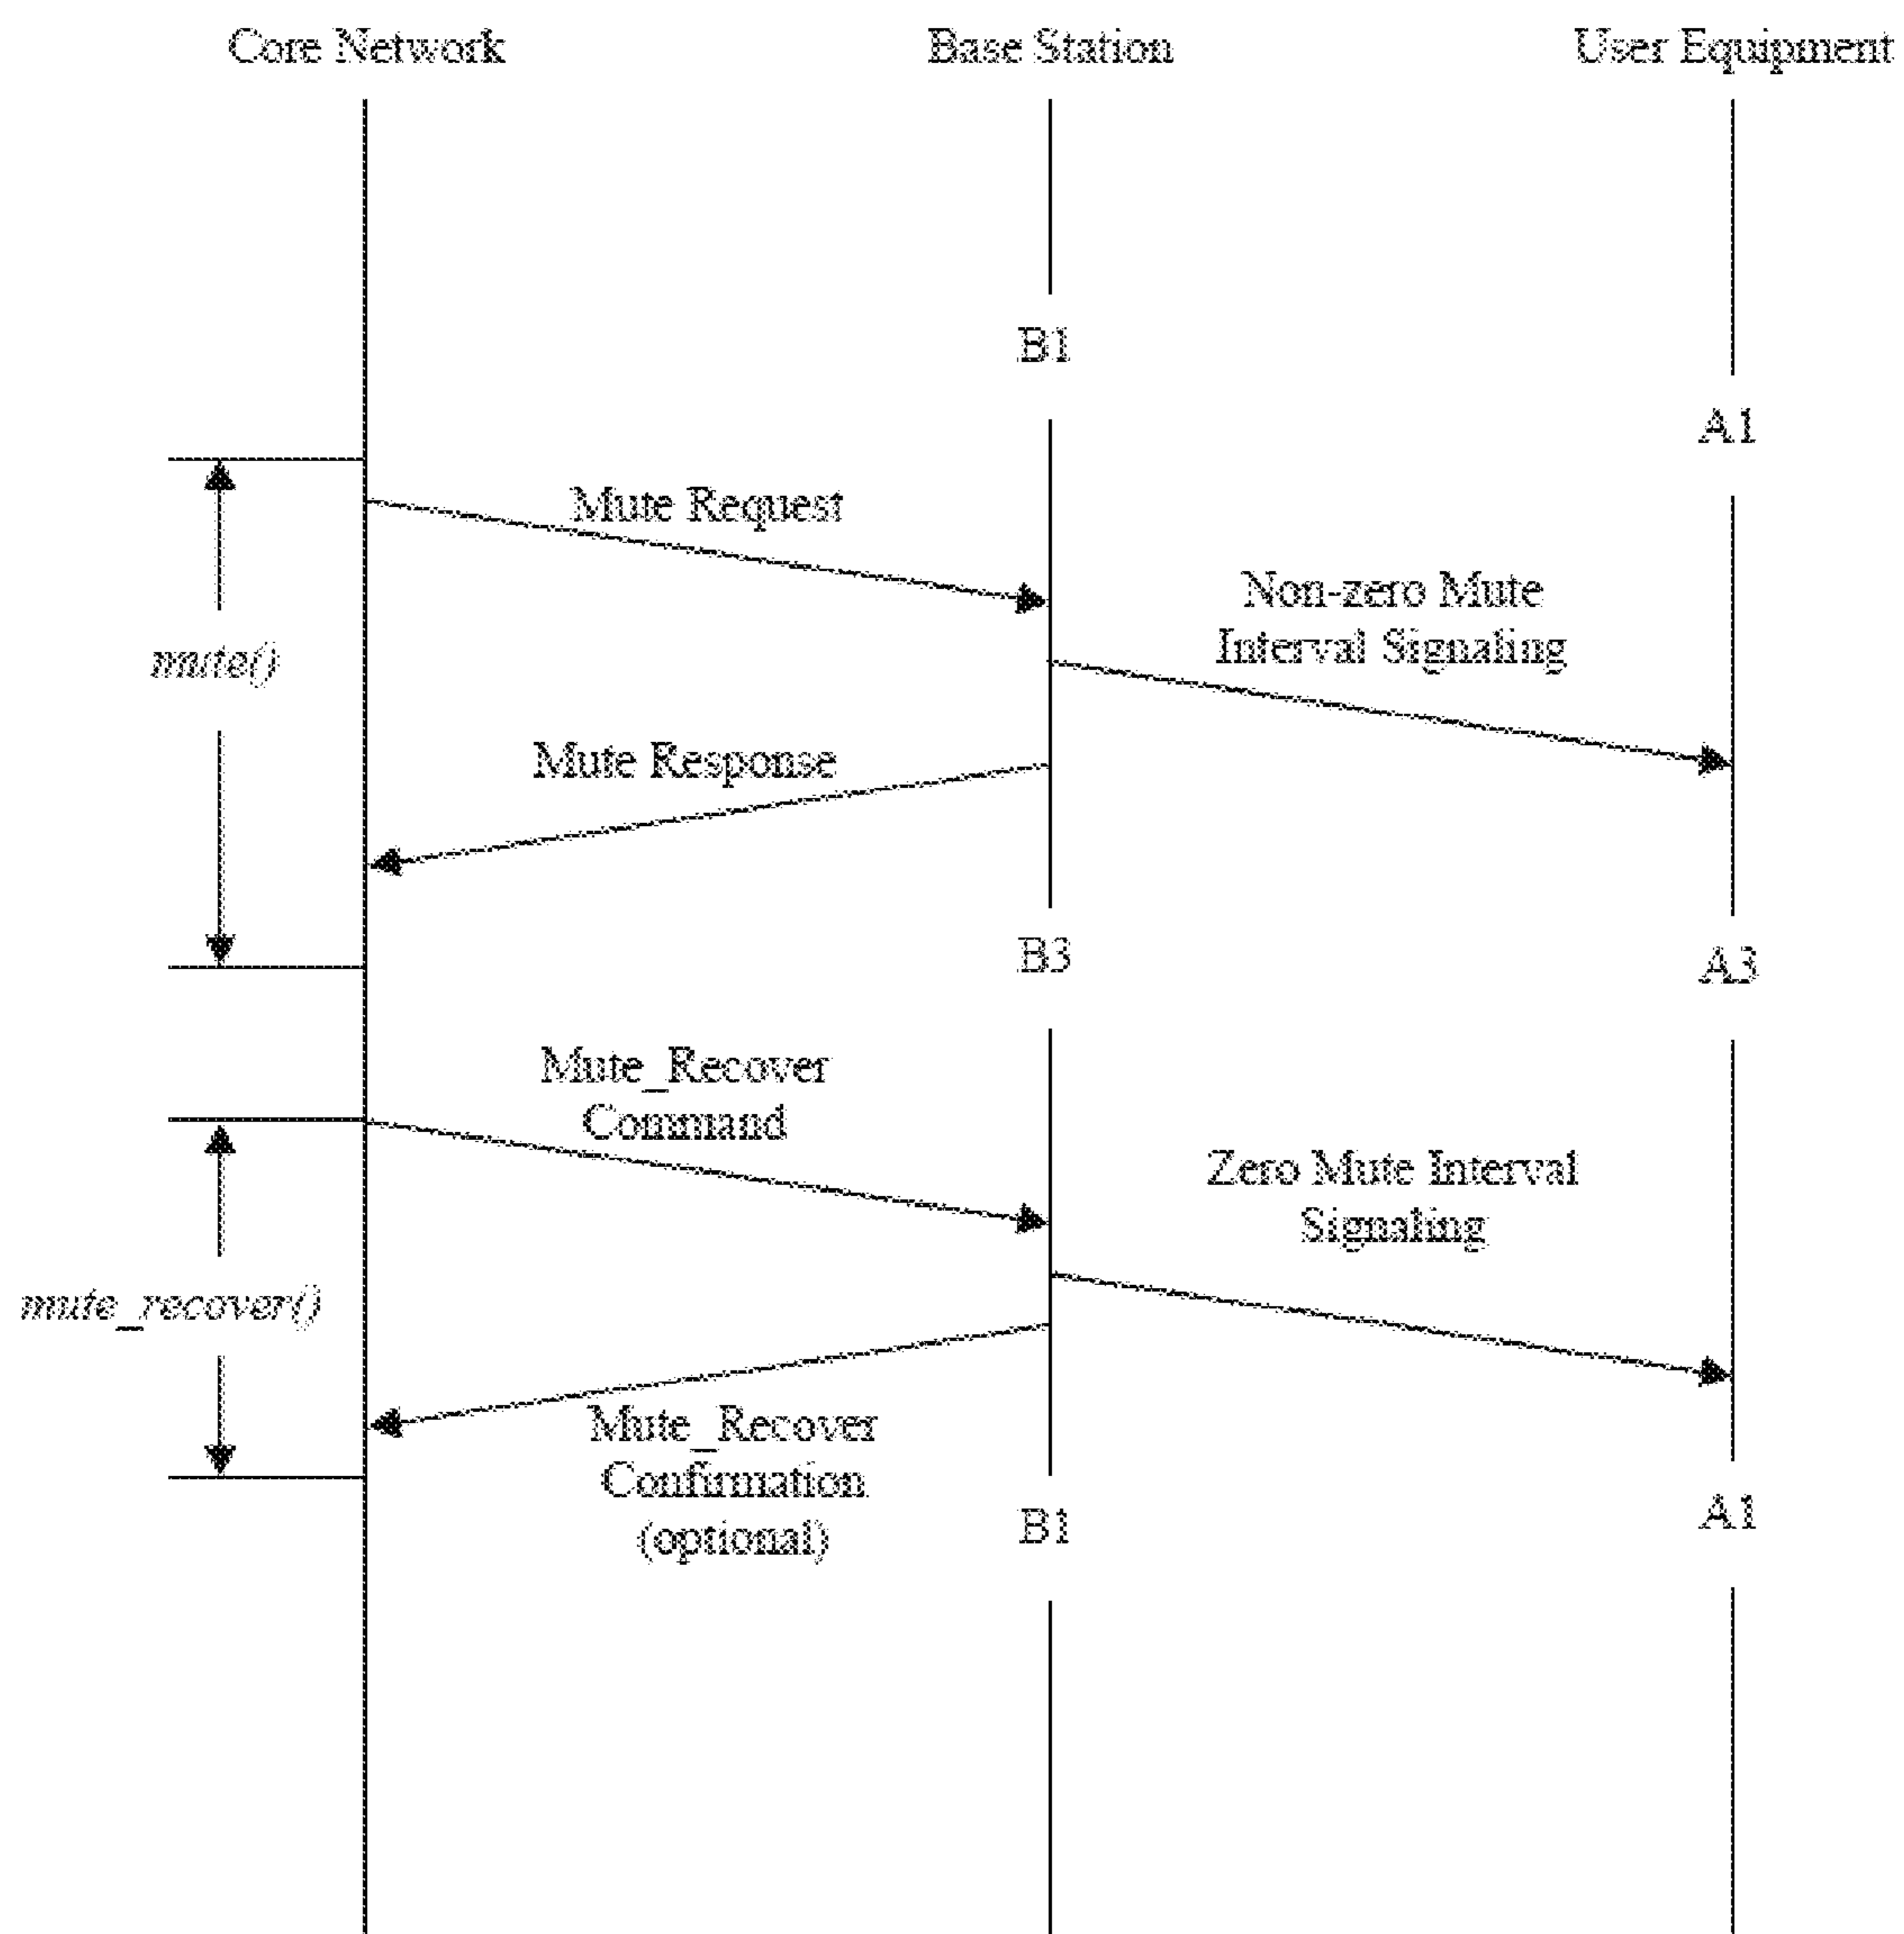 Core Network
Base Station
User Equipment
B1
A1
Mute Request
Non-zero Mute
Interval Signaling
mute()
Mute Response
B3
A3
Mute_Recover
Command
Zero Mute Interval
Signaling
mute_recover()
Mute_Recover
Confirmation
(optional)
B1
A1